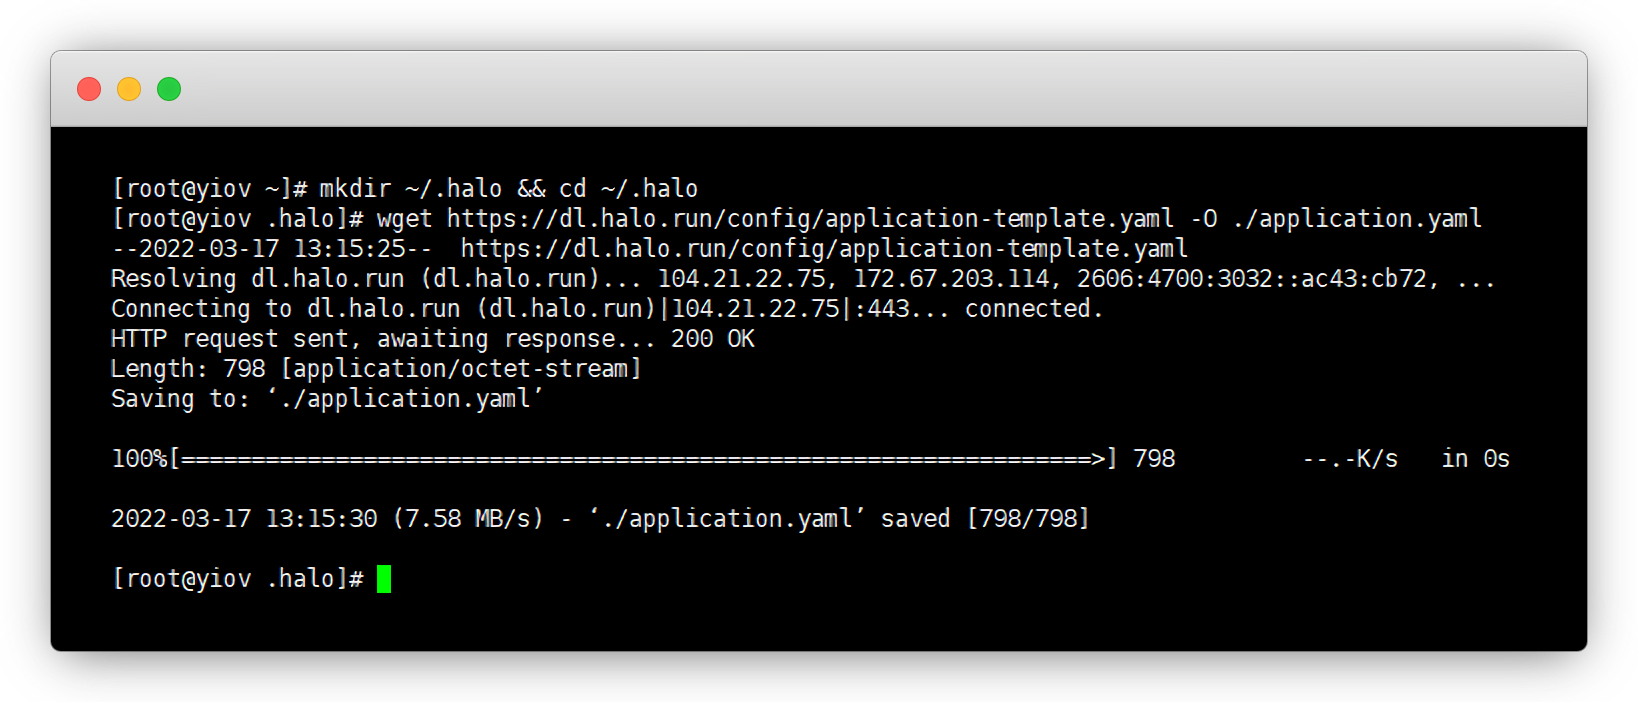 [root@yiov ~]# mkdir ~/.halo && cd ~/.halo
[root@yiov .halo]# wget https://dl.halo.run/config/application-template.yaml -O ./application.yaml
--2022-03-17 13:15:25--  https://dl.halo.run/config/application-template.yaml
Resolving dl.halo.run (dl.halo.run)... 104.21.22.75, 172.67.203.114, 2606:4700:3032::ac43:cb72, ...
Connecting to dl.halo.run (dl.halo.run)|104.21.22.75|:443... connected.
HTTP request sent, awaiting response... 200 OK
Length: 798 [application/octet-stream]
Saving to: ‘./application.yaml’
100%[=================================================================>] 798         --.-K/s   in 0s
2022-03-17 13:15:30 (7.58 MB/s) - ‘./application.yaml’ saved [798/798]
[root@yiov .halo]#